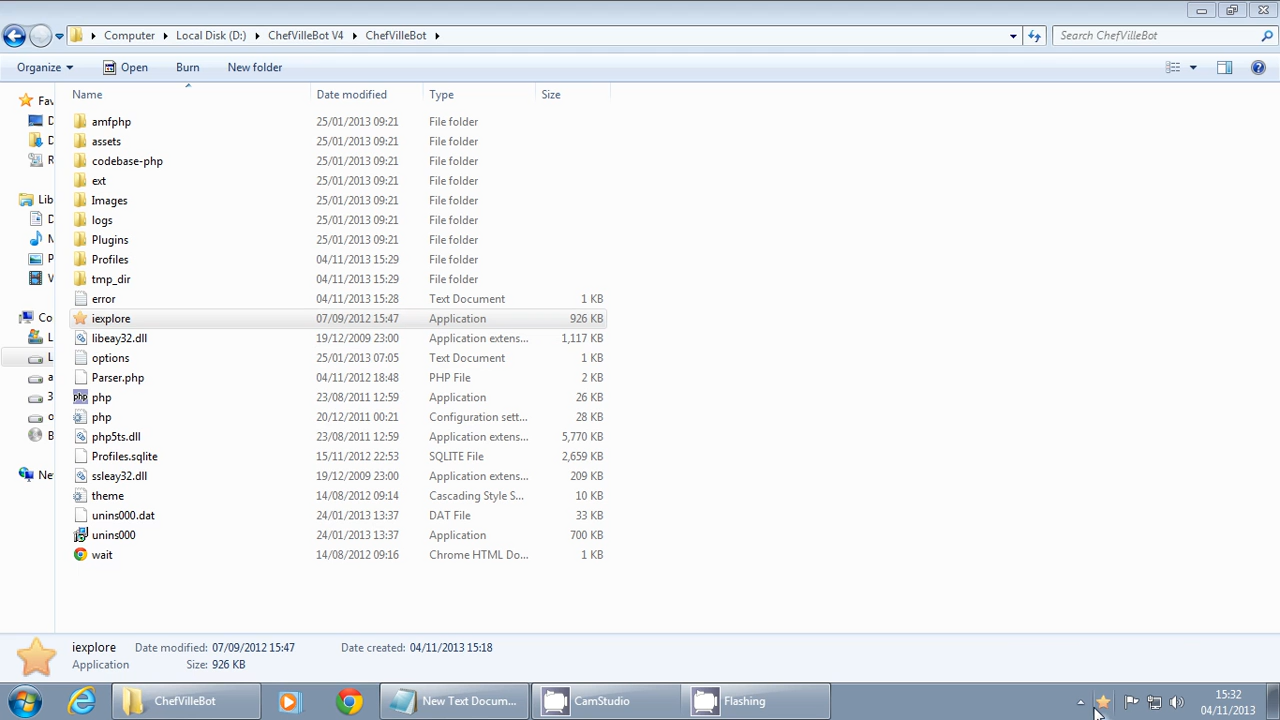 Computer Local Disk (D:) ChefVilleBot V4 ChefVilleBot Search ChefVilleBot
Organize Open Burn New folder
Name Date modified Type Size
Fav
amfphp 25/01/2013 09:21 File folder
assets 25/01/2013 09:21 File folder
codebase-php 25/01/2013 09:21 File folder
ext 25/01/2013 09:21 File folder
Lib
Images 25/01/2013 09:21 File folder
logs 25/01/2013 09:21 File folder
Plugins 25/01/2013 09:21 File folder
Profiles 04/11/2013 15:29 File folder
tmp_dir 04/11/2013 15:29 File folder
error 04/11/2013 15:28 Text Document 1 KB
Co
iexplore 07/09/2012 15:47 Application 926 KB
libeay32.dll 19/12/2009 23:00 Application extens... 1,117 KB
options 25/01/2013 07:05 Text Document 1 KB
Parser.php 04/11/2012 18:48 PHP File 2 KB
php php 23/08/2011 12:59 Application 26 KB
php 20/12/2011 00:21 Configuration sett... 28 KB
php5ts.dll 23/08/2011 12:59 Application extens... 5,770 KB
Profiles.sqlite 15/11/2012 22:53 SQLITE File 2,659 KB
Ne
ssleay32.dll 19/12/2009 23:00 Application extens... 209 KB
theme 14/08/2012 09:14 Cascading Style S... 10 KB
unins000.dat 24/01/2013 13:37 DAT File 33 KB
unins000 24/01/2013 13:37 Application 700 KB
wait 14/08/2012 09:16 Chrome HTML Do... 1 KB
iexplore Date modified: 07/09/2012 15:47 Date created: 04/11/2013 15:18
Application Size: 926 KB
ChefVilleBot New Text Docum... CamStudio Flashing 15:32
04/11/2013